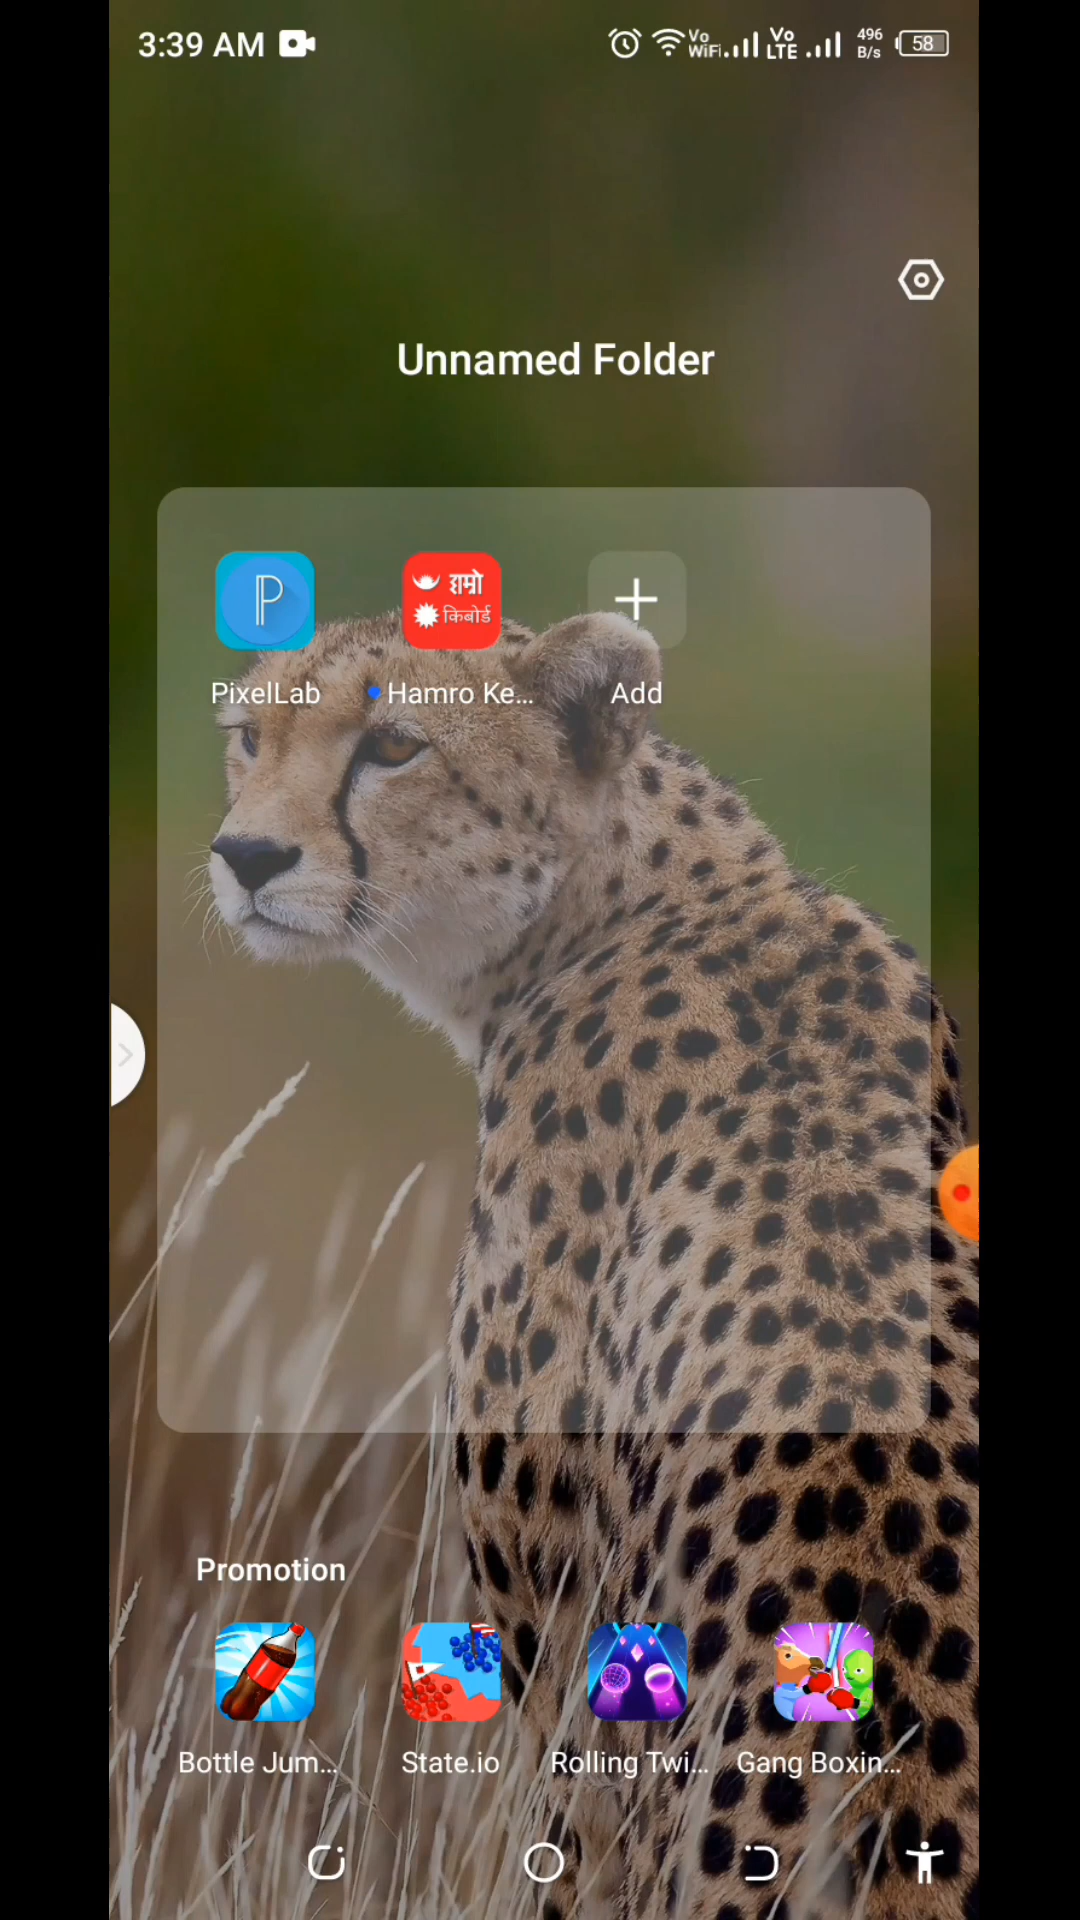 3:39 AM Vo WiFi Vo LTE 496 B/s 58
Unnamed Folder
P
हाम्रो
किबोर्ड
PixelLab Hamro Ke... Add
Promotion
Bottle Jum... State.io Rolling Twi... Gang Boxin...